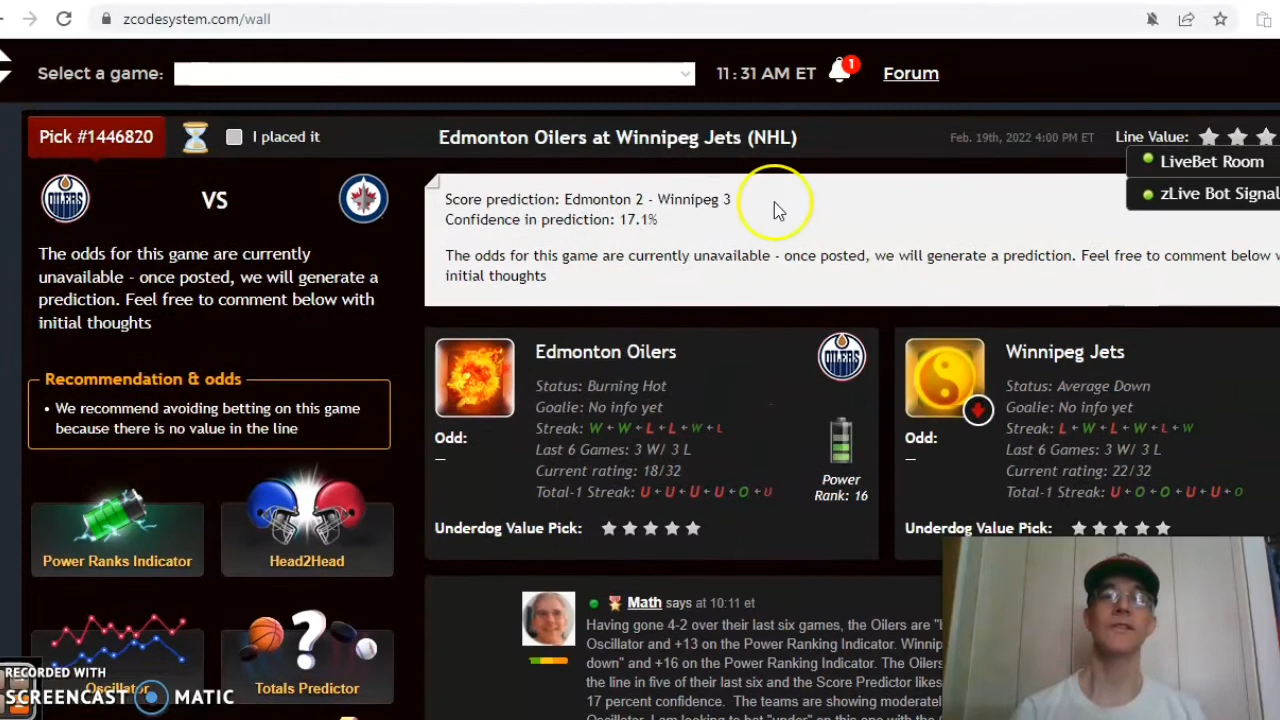 zcodesystem.com/wall
Select a game:
11:31 AM ET
1
Forum
Pick #1446820
I placed it
Edmonton Oilers at Winnipeg Jets (NHL)
Feb. 19th, 2022 4:00 PM ET
Line Value:
LiveBet Room
zLive Bot Signal
OILERS
VS
Score prediction: Edmonton 2 - Winnipeg 3
Confidence in prediction: 17.1%
The odds for this game are currently unavailable - once posted, we will generate a prediction. Feel free to comment below w
initial thoughts
The odds for this game are currently
unavailable - once posted, we will generate a
prediction. Feel free to comment below with
initial thoughts
Recommendation & odds
• We recommend avoiding betting on this game
because there is no value in the line
Power Ranks Indicator
Head2Head
Oscillator
Totals Predictor
Edmonton Oilers
OILERS
Status: Burning Hot
Goalie: No info yet
Odd:
—
Streak: W←W←L←L←W←L
Last 6 Games: 3 W/ 3 L
Current rating: 18/32
Total-1 Streak: U←U←U←U←O←U
Power
Rank: 16
Underdog Value Pick:
Winnipeg Jets
Status: Average Down
Goalie: No info yet
Odd:
—
Streak: L←W←L←W←L←W
Last 6 Games: 3 W/ 3 L
Current rating: 22/32
Total-1 Streak: U←O←O←U←U←O
Underdog Value Pick:
Math says at 10:11 et
Having gone 4-2 over their last six games, the Oilers are "b
Oscillator and +13 on the Power Ranking Indicator. Winnip
down" and +16 on the Power Ranking Indicator. The Oilers
the line in five of their last six and the Score Predictor likes
17 percent confidence. The teams are showing moderatel
RECORDED WITH
SCREENCAST MATIC